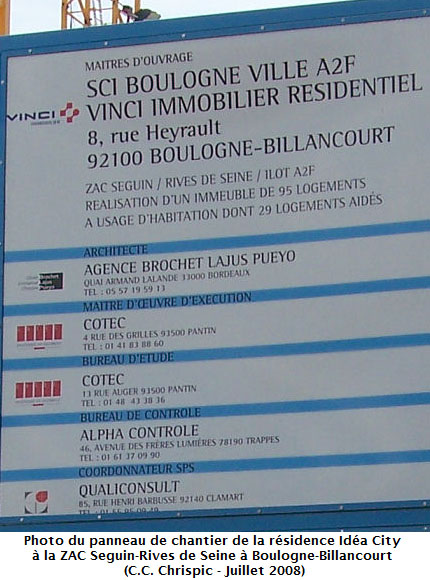 MAITRES D'OUVRAGE
VINCI
IMMOBILIER
SCI BOULOGNE VILLE A2F
VINCI IMMOBILIER RESIDENTIEL
8, rue Heyrault
92100 BOULOGNE-BILLANCOURT
ZAC SEGUIN / RIVES DE SEINE / ILOT A2F
REALISATION D'UN IMMEUBLE DE 95 LOGEMENTS
A USAGE D'HABITATION DONT 29 LOGEMENTS AIDÉS
ARCHITECTE
Brochet
Lajus
Pueyo
AGENCE BROCHET LAJUS PUEYO
QUAI ARMAND LALANDE 33000 BORDEAUX
TEL : 05 57 19 59 13
MAITRE D'ŒUVRE D'EXECUTION
COTEC
4 RUE DES GRILLES 93500 PANTIN
TEL : 01 41 83 88 60
BUREAU D'ETUDE
COTEC
13 RUE AUGER 93500 PANTIN
TEL : 01 48 43 38 36
BUREAU DE CONTROLE
ALPHA CONTROLE
46, AVENUE DES FRÈRES LUMIÈRES 78190 TRAPPES
TEL : 01 61 37 09 90
COORDONNATEUR SPS
QUALICONSULT
85, RUE HENRI BARBUSSE 92140 CLAMART
Photo du panneau de chantier de la résidence Idéa City
à la ZAC Seguin-Rives de Seine à Boulogne-Billancourt
(C.C. Chrispic - Juillet 2008)